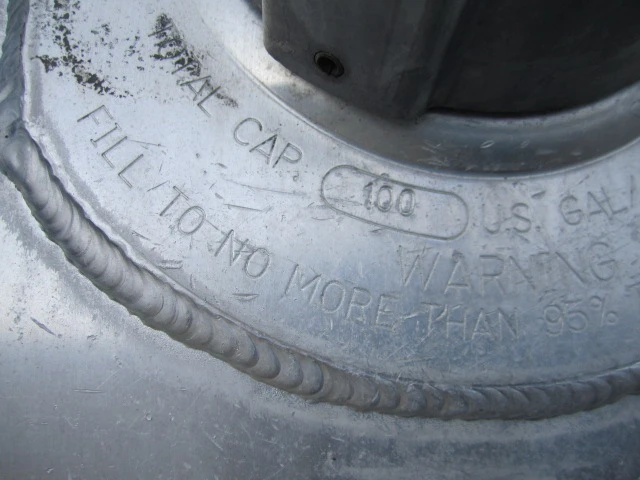 TOTAL CAP. 100 U.S. GAL
WARNING
FILL TO NO MORE THAN 95%